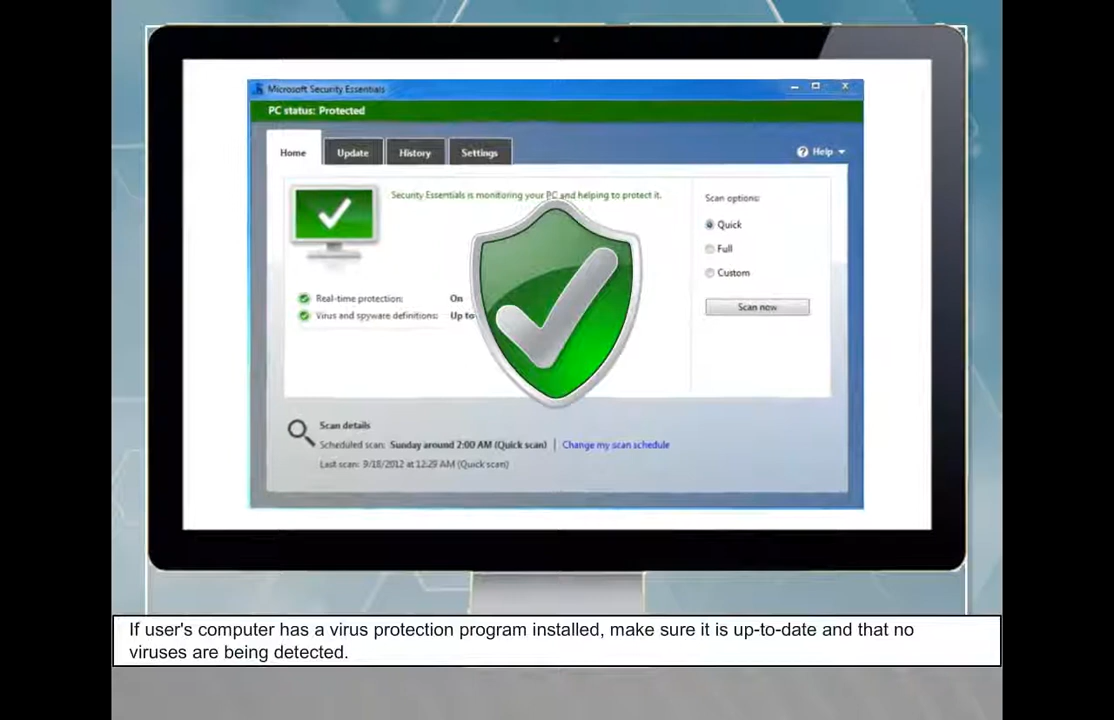 Microsoft Security Essentials
PC status: Protected
Home Update History Settings Help
Security Essentials is monitoring your PC and helping to protect it.
Scan options:
Quick
Full
Custom
Scan now
Real-time protection: On
Virus and spyware definitions: Up to
Scan details
Scheduled scan: Sunday around 2:00 AM (Quick scan) | Change my scan schedule
Last scan: 9/18/2012 at 12:29 AM (Quick scan)
If user's computer has a virus protection program installed, make sure it is up-to-date and that no
viruses are being detected.